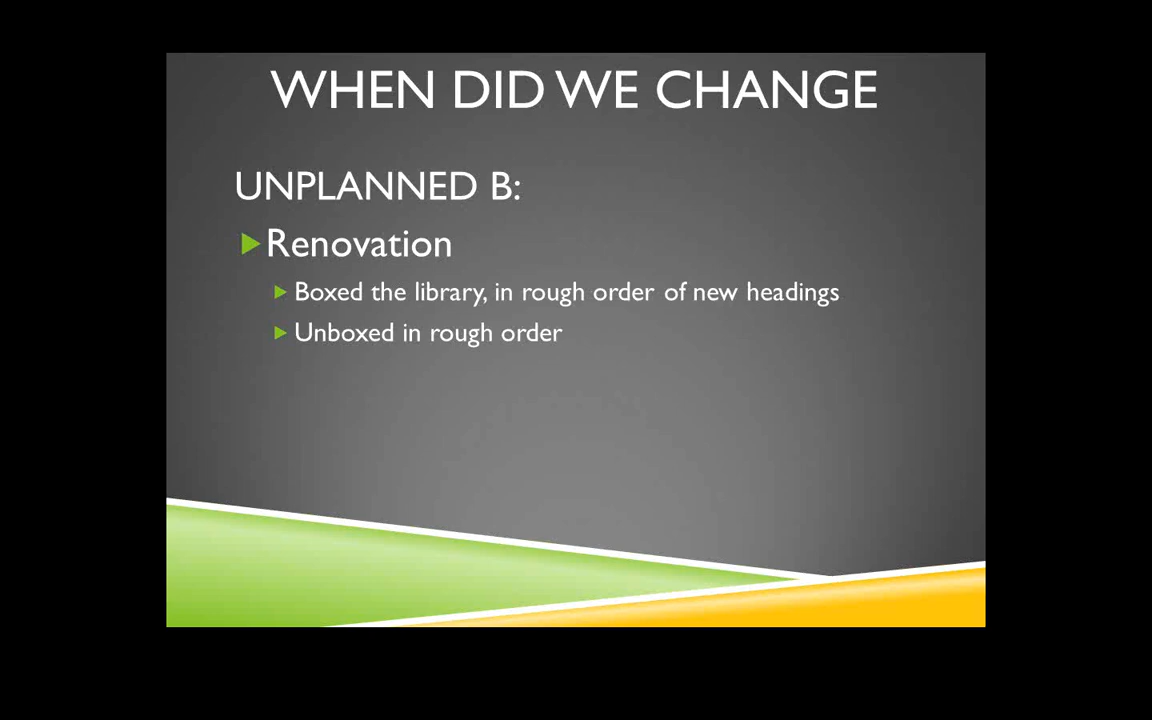 WHEN DID WE CHANGE
UNPLANNED B:
Renovation
Boxed the library, in rough order of new headings
Unboxed in rough order